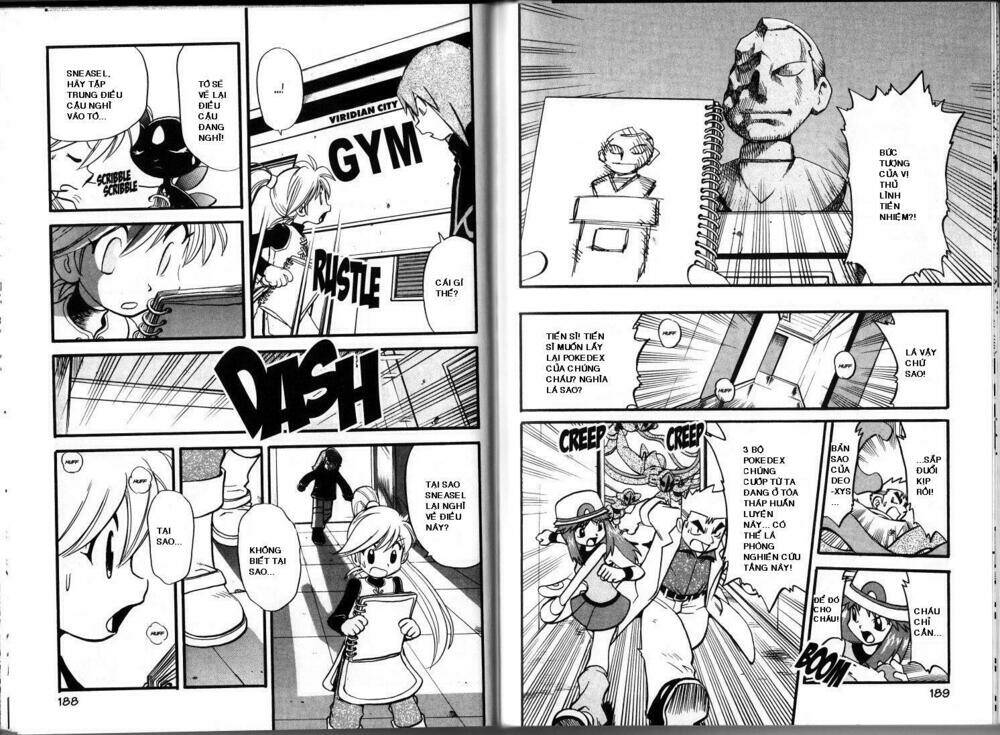 SNEASEL,
HÃY TẬP
TRUNG ĐIỀU
CẬU NGHĨ
VÀO TỚ...
TỚ SẼ
VẼ LẠI
ĐIỀU
CẬU
ĐANG
NGHĨ!
SCRIBBLE
SCRIBBLE
...!
VIRIDIAN CITY
GYM
RUSTLE
CÁI GÌ
THẾ?
DASH
HUFF
HUFF
HUFF
TẠI
SAO...
KHÔNG
BIẾT TẠI
SAO...
TẠI SAO
SNEASEL
LẠI NGHĨ
VỀ ĐIỀU
NÀY?
188
BỨC
TƯỢNG
CỦA VỊ
THỦ
LĨNH
TIỀN
NHIỆM?!
TIẾN SĨ! TIẾN
SĨ MUỐN LẤY
LẠI POKEDEX
CỦA CHÚNG
CHÁU? NGHĨA
LÀ SAO?
HUFF
HUFF
HUFF
LÀ VẬY
CHỨ
SAO!
CREEP
CREEP
3 BỘ
POKEDEX
CHÚNG
CƯỚP TỪ TA
ĐANG Ở TÒA
THÁP HUẤN
LUYỆN
NÀY... CÓ
THỂ LÀ
PHÒNG
NGHIÊN CỨU
TẦNG NÀY!
BẢN
SAO
CỦA
DEO
-XYS
...
...SẮP
ĐUỔI
KỊP
RỒI!
ĐỂ ĐÓ
CHO
CHÁU!
CHÁU
CHỈ
CẦN...
BOOM
189